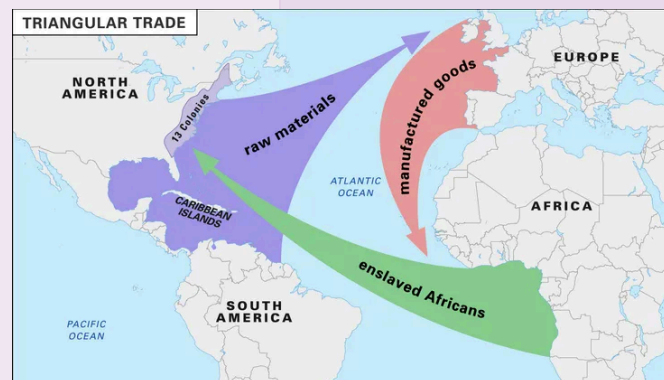 TRIANGULAR TRADE
NORTH
AMERICA
13 Colonies
raw materials
manufactured goods
EUROPE
ATLANTIC
OCEAN
CARIBBEAN
ISLANDS
AFRICA
enslaved Africans
SOUTH
AMERICA
PACIFIC
OCEAN